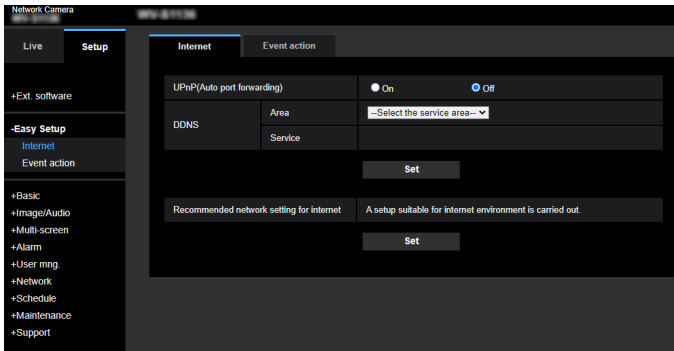 Network Camera
Live
Setup
+Ext. software
-Easy Setup
Internet
Event action
+Basic
+Image/Audio
+Multi-screen
+Alarm
+User mng.
+Network
+Schedule
+Maintenance
+Support
Internet
Event action
UPnP(Auto port forwarding)
On
Off
DDNS
Area
--Select the service area--
Service
Set
Recommended network setting for internet
A setup suitable for internet environment is carried out.
Set